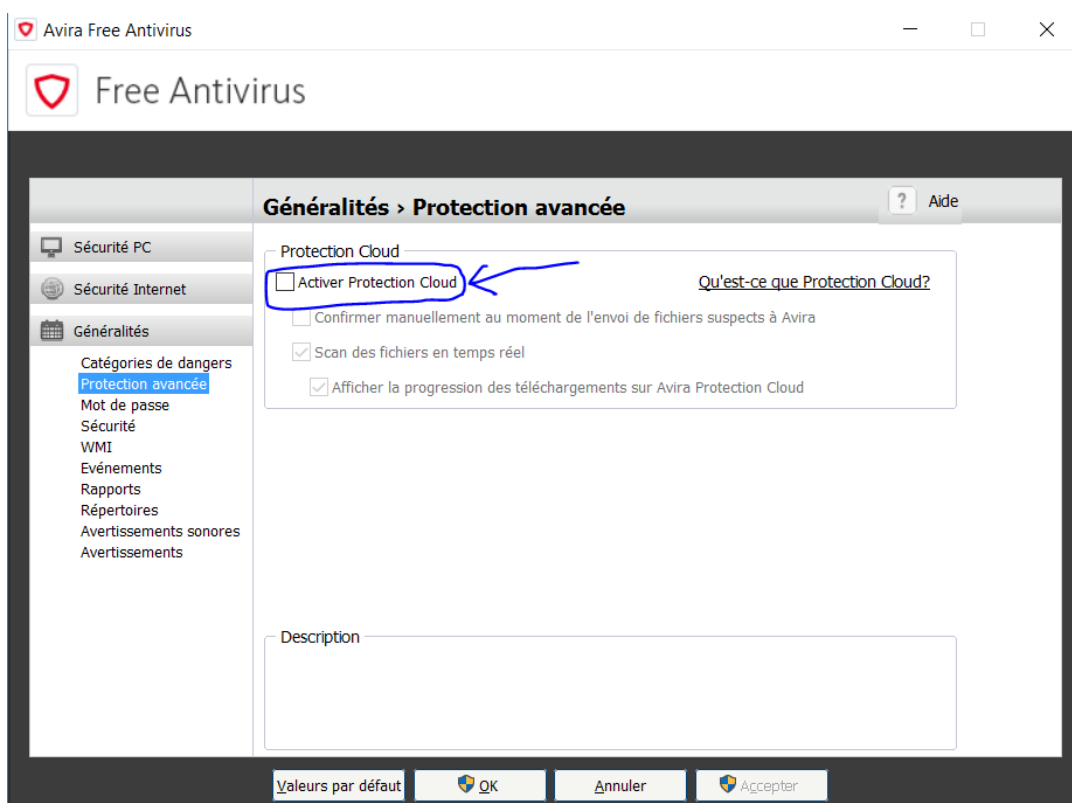 Avira Free Antivirus
Free Antivirus
Généralités › Protection avancée
? Aide
Sécurité PC
Sécurité Internet
Généralités
Catégories de dangers
Protection avancée
Mot de passe
Sécurité
WMI
Evénements
Rapports
Répertoires
Avertissements sonores
Avertissements
Protection Cloud
Activer Protection Cloud Qu'est-ce que Protection Cloud?
Confirmer manuellement au moment de l'envoi de fichiers suspects à Avira
Scan des fichiers en temps réel
Afficher la progression des téléchargements sur Avira Protection Cloud
Description
Valeurs par défaut OK Annuler Accepter